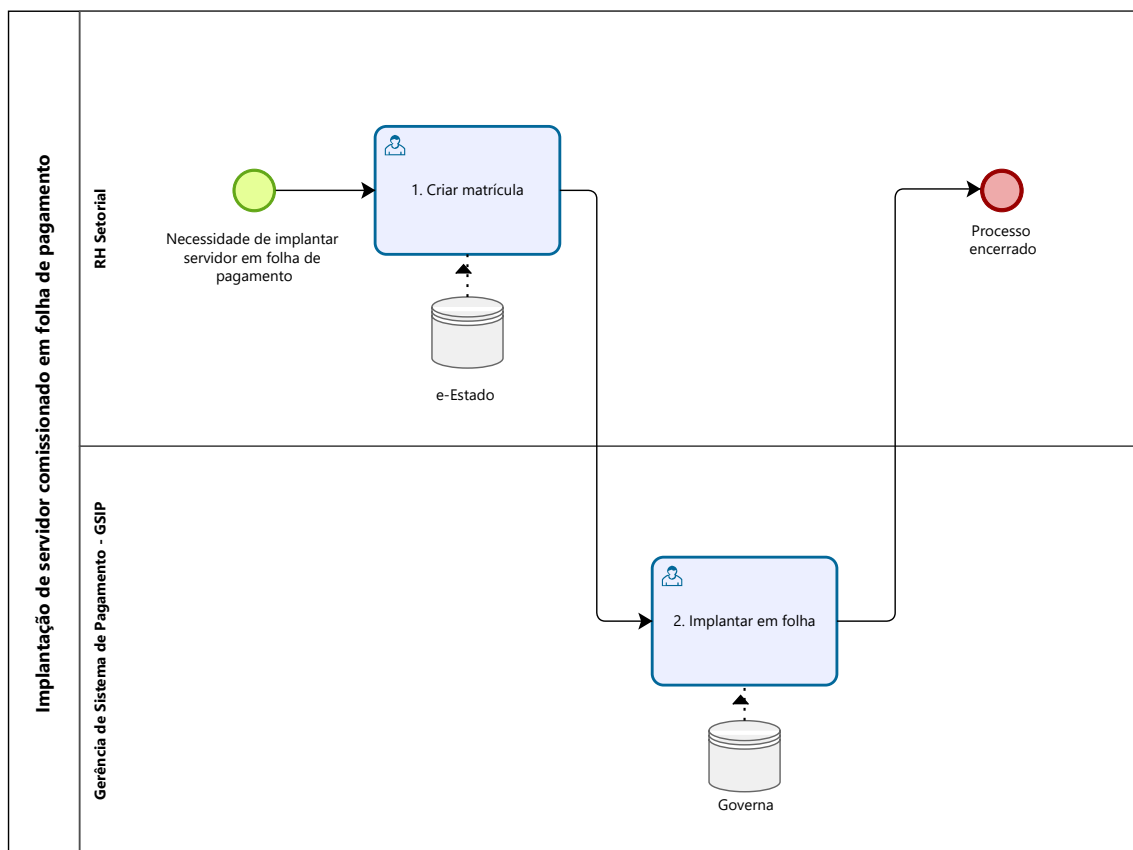 Implantação de servidor comissionado em folha de pagamento
RH Setorial
1. Criar matrícula
Necessidade de implantar
servidor em folha de
pagamento
e-Estado
Processo
encerrado
Gerência de Sistema de Pagamento - GSIP
2. Implantar em folha
Governa